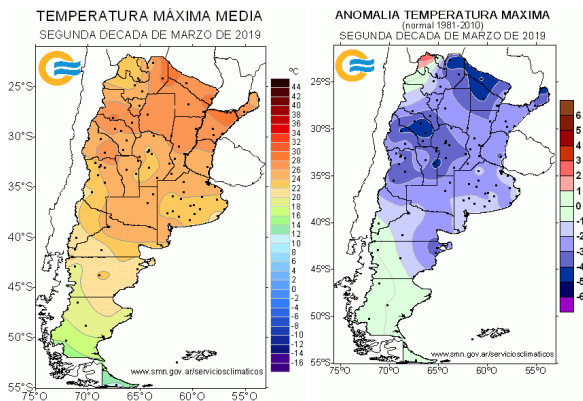 TEMPERATURA MÁXIMA MEDIA
SEGUNDA DECADA DE MARZO DE 2019
ºC
44
42
40
38
36
34
32
30
28
26
24
22
20
18
16
14
12
10
8
6
4
2
0
-2
-4
-6
-8
-10
-12
-14
-16
25°S
30°S
35°S
40°S
45°S
50°S
55°S
75°O
70°O
65°O
60°O
55°O
www.smn.gov.ar/serviciosclimaticos
ANOMALIA TEMPERATURA MAXIMA
(normal 1981-2010)
SEGUNDA DECADA DE MARZO DE 2019
6
5
4
3
2
1
0
-1
-2
-3
-4
-5
-6
25°S
30°S
35°S
40°S
45°S
50°S
55°S
75°O
70°O
65°O
60°O
55°O
www.smn.gov.ar/serviciosclimaticos